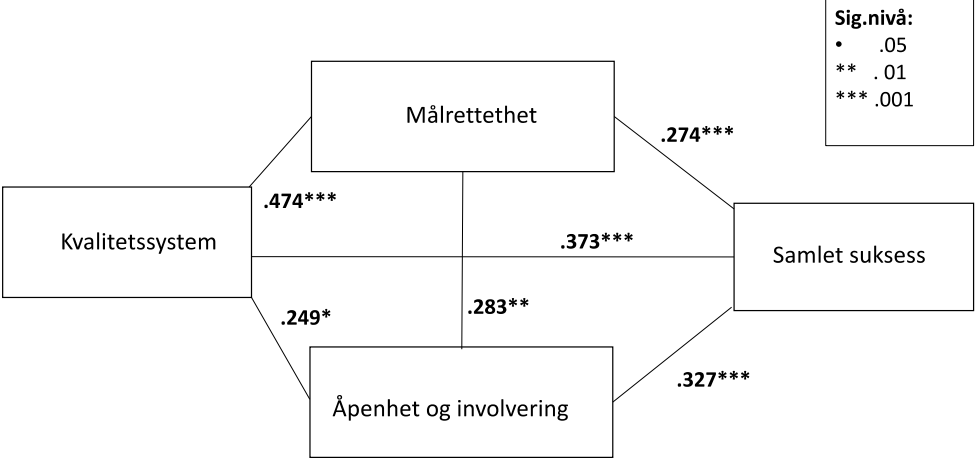 Sig.nivå:
• .05
** . 01
*** .001
Målrettethet
.274***
.474***
Kvalitetssystem
.373***
Samlet suksess
.249*
.283**
.327***
Åpenhet og involvering